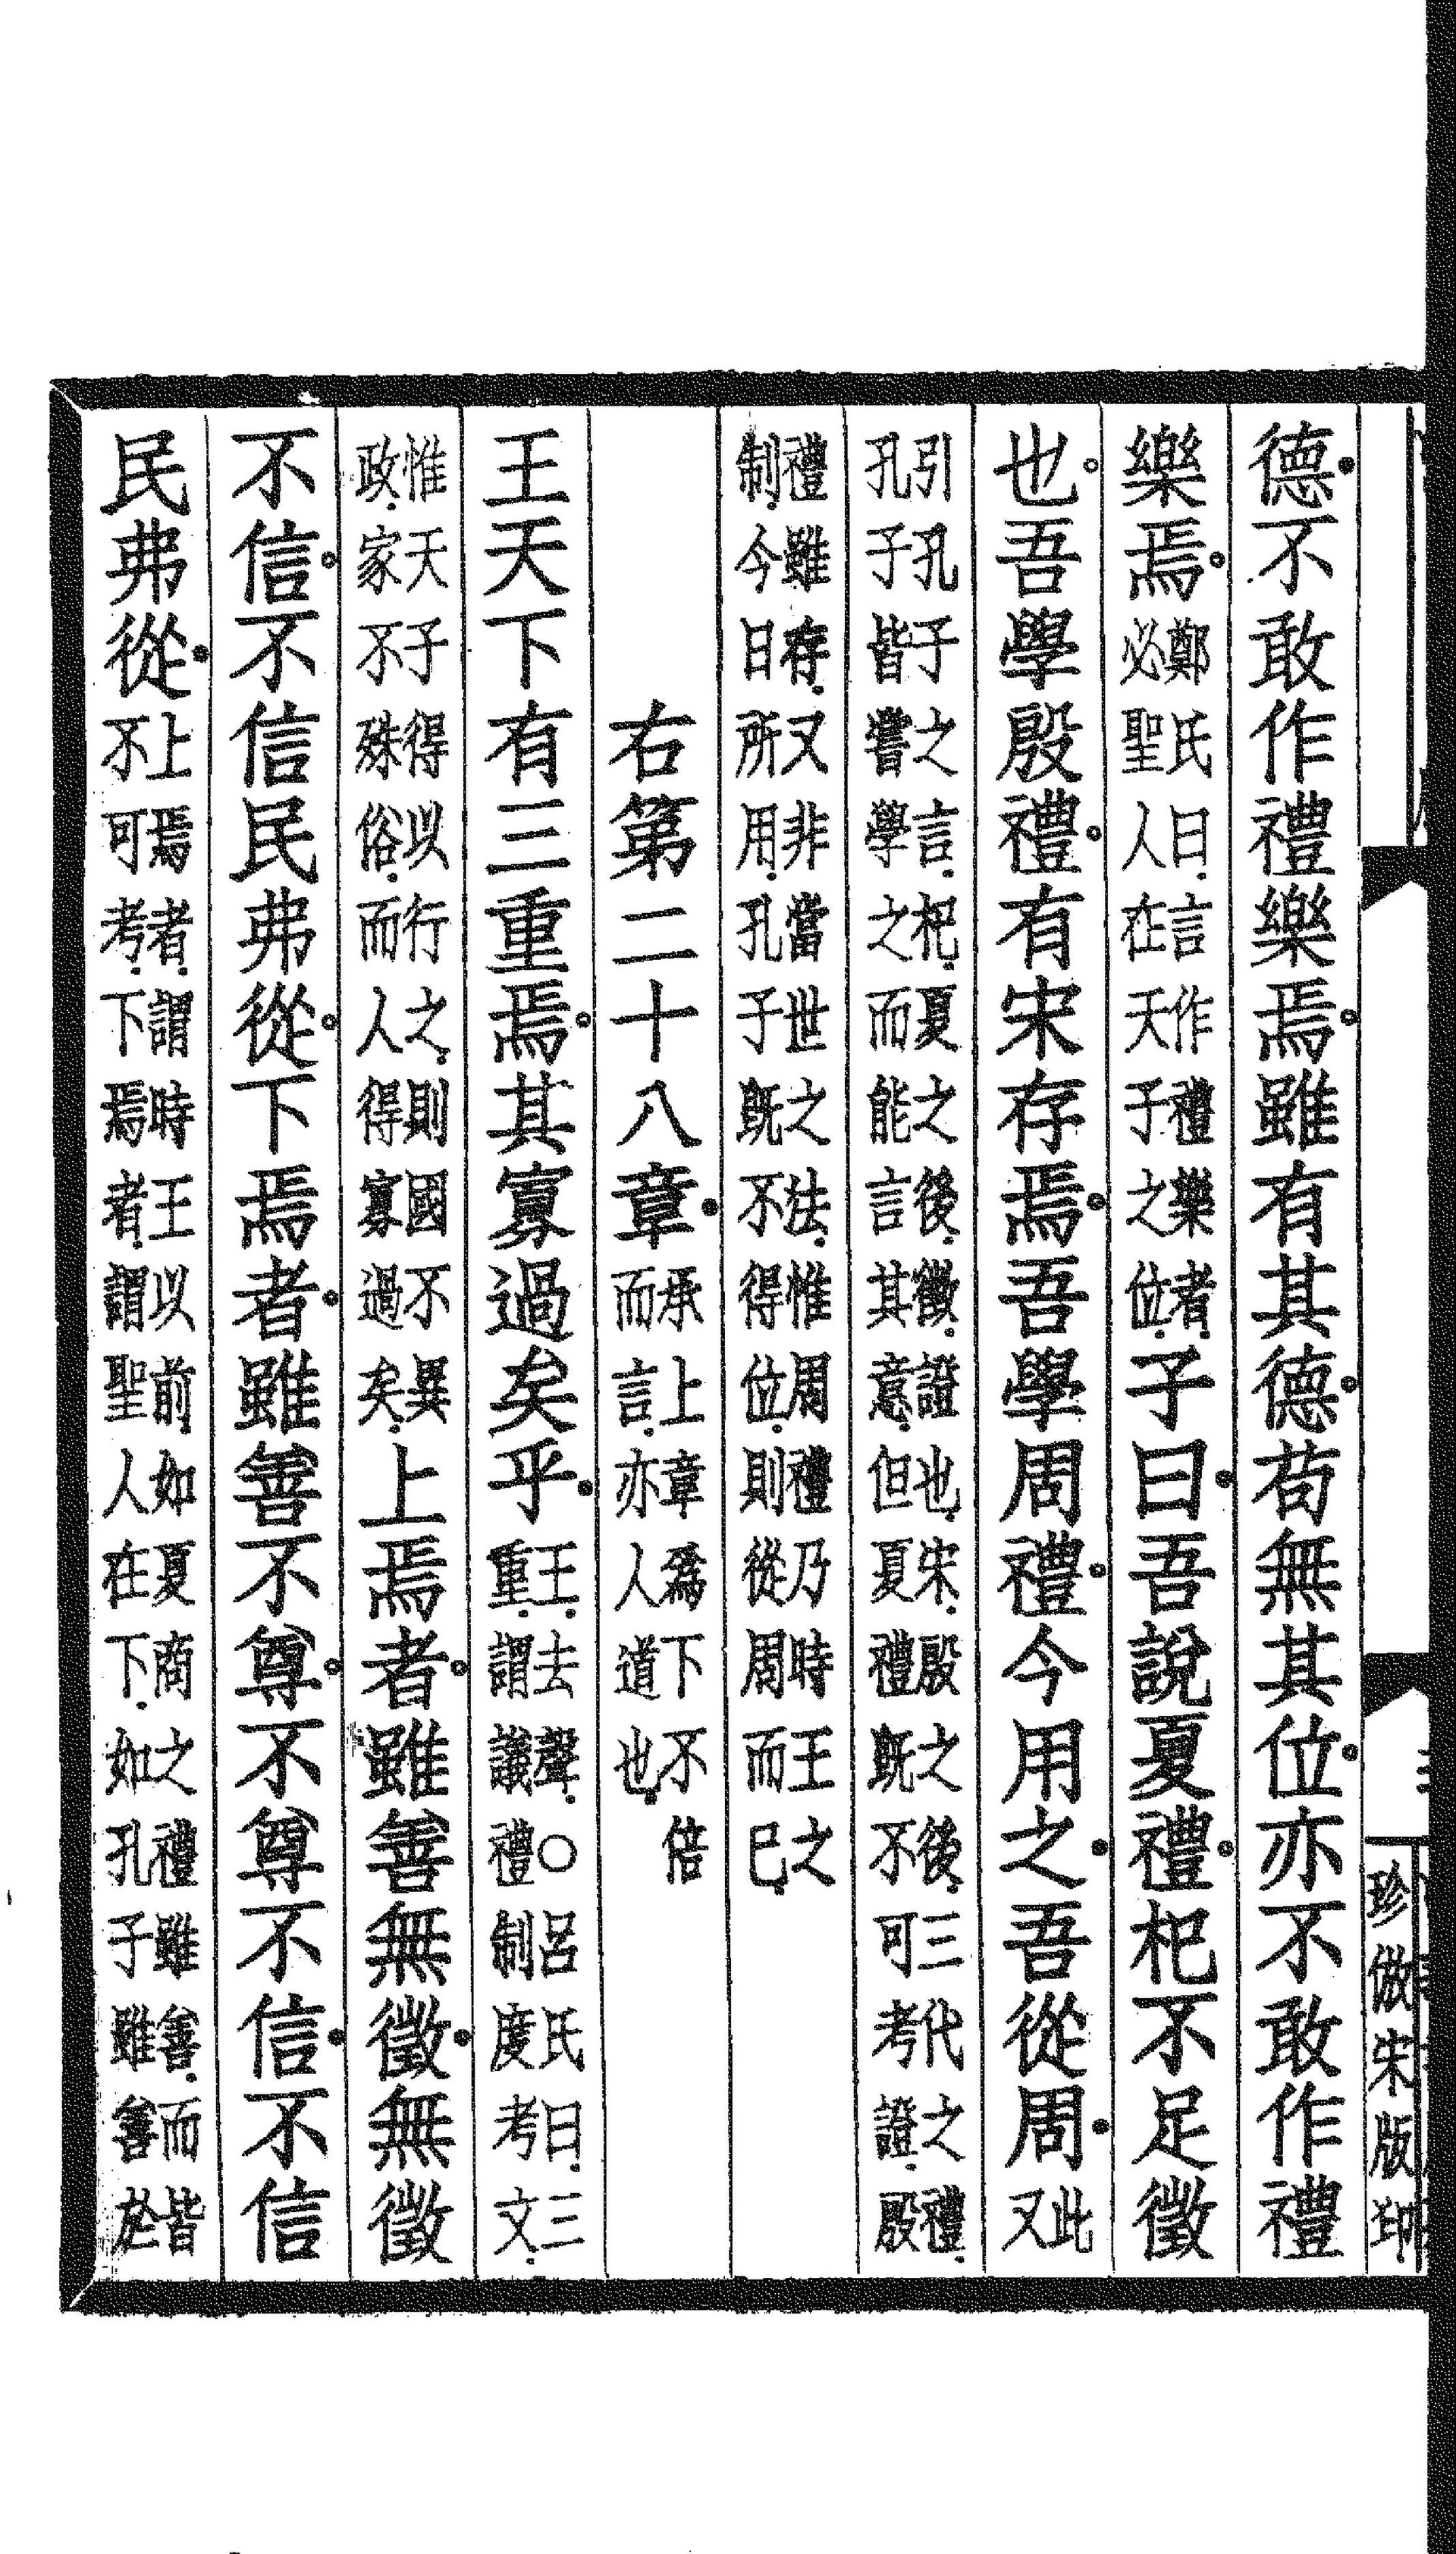 珍倣宋版印
德不敢作禮樂焉雖有其德苟無其位亦不敢作禮
樂焉鄭氏曰言作禮樂者必聖人在天子之位子曰吾說夏禮杞不足徵
也吾學殷禮有宋存焉吾學周禮今用之吾從周此又
引孔子之言杞夏之後徵證也宋殷之後三代之禮孔子皆嘗學之而能言其意但夏禮既不可考證殷
禮雖存又非當世之法惟周禮乃時王之制今日所用孔子既不得位則從周而已
右第二十八章承上章爲下不倍而言亦人道也
王天下有三重焉其寡過矣乎王去聲○呂氏曰三重謂議禮制度考文
惟天子得以行之則國不異政家不殊俗而人得寡過矣上焉者雖善無徵無徵
不信不信民弗從下焉者雖善不尊不尊不信不信
民弗從上焉者謂時王以前如夏商之禮雖善而皆不可考下焉者謂聖人在下如孔子雖善於